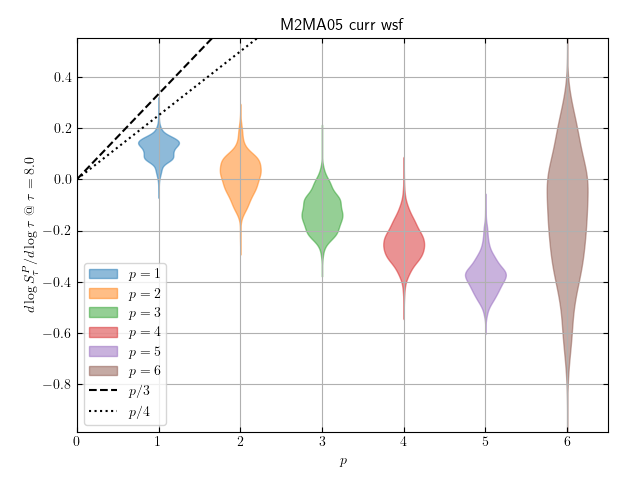 M2MA05 curr wsf
d log S_τ^P / d log τ @ τ = 8.0
0.4
0.2
0.0
−0.2
−0.4
−0.6
−0.8
p = 1
p = 2
p = 3
p = 4
p = 5
p = 6
p/3
p/4
0 1 2 3 4 5 6
p